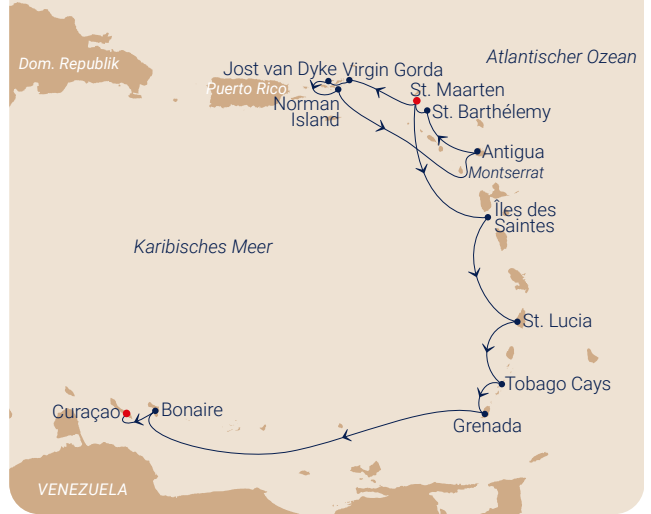 Atlantischer Ozean
Dom. Republik
Jost van Dyke
Virgin Gorda
Puerto Rico
St. Maarten
Norman
Island
St. Barthélemy
Antigua
Montserrat
Îles des
Saintes
Karibisches Meer
St. Lucia
Tobago Cays
Curaçao
Bonaire
Grenada
VENEZUELA